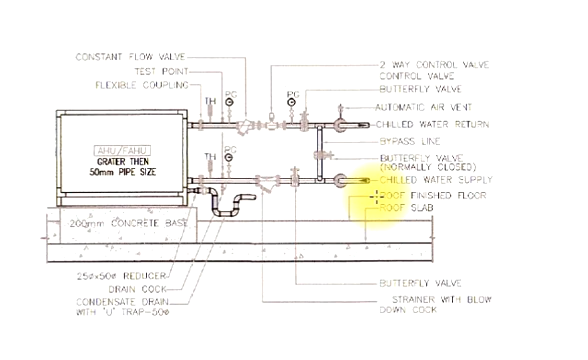 CONSTANT FLOW VALVE
TEST POINT
FLEXIBLE COUPLING
TH
PG
PG
2 WAY CONTROL VALVE
CONTROL VALVE
BUTTERFLY VALVE
AUTOMATIC AIR VENT
CHILLED WATER RETURN
BYPASS LINE
BUTTERFLY VALVE
(NORMALLY CLOSED)
CHILLED WATER SUPPLY
ROOF FINISHED FLOOR
ROOF SLAB
AHU/FAHU
GRATER THEN
50mm PIPE SIZE
TH
PG
200mm CONCRETE BASE
25øx50ø REDUCER
DRAIN COCK
CONDENSATE DRAIN
WITH "U" TRAP-50ø
BUTTERFLY VALVE
STRAINER WITH BLOW
DOWN COCK